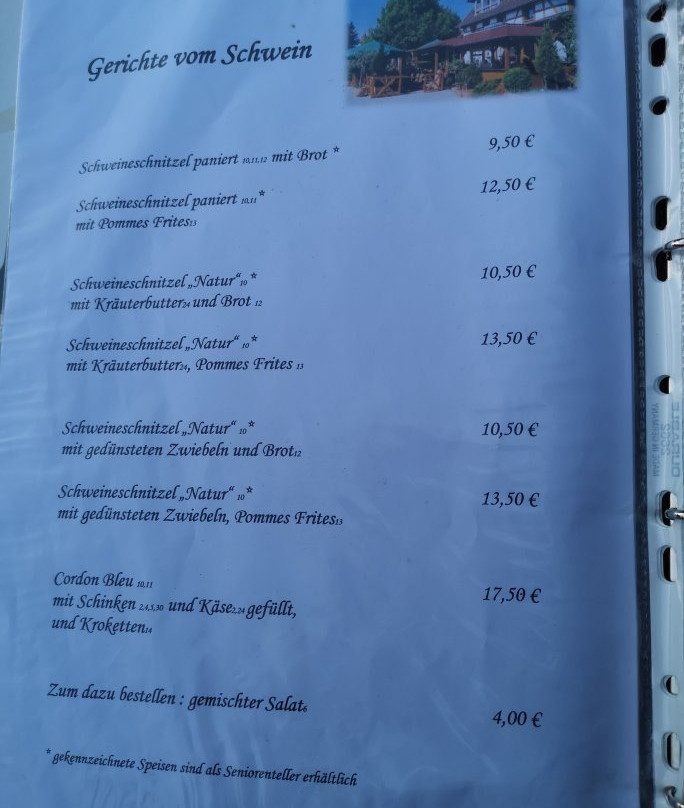 Gerichte vom Schwein
Schweineschnitzel paniert 10,11,12 mit Brot * 9,50 €
Schweineschnitzel paniert 10,11 * 12,50 €
mit Pommes Frites13
Schweineschnitzel „Natur“10 * 10,50 €
mit Kräuterbutter24 und Brot 12
Schweineschnitzel „Natur“ 10 * 13,50 €
mit Kräuterbutter24, Pommes Frites 13
Schweineschnitzel „Natur“ 10 * 10,50 €
mit gedünsteten Zwiebeln und Brot12
Schweineschnitzel „Natur“ 10 * 13,50 €
mit gedünsteten Zwiebeln, Pommes Frites13
Cordon Bleu 10,11
mit Schinken 2,4,5,30 und Käse2,24 gefüllt, 17,50 €
und Kroketten14
Zum dazu bestellen : gemischter Salat6 4,00 €
* gekennzeichnete Speisen sind als Seniorenteller erhältlich
MADE IN GERMANY
DURABLE